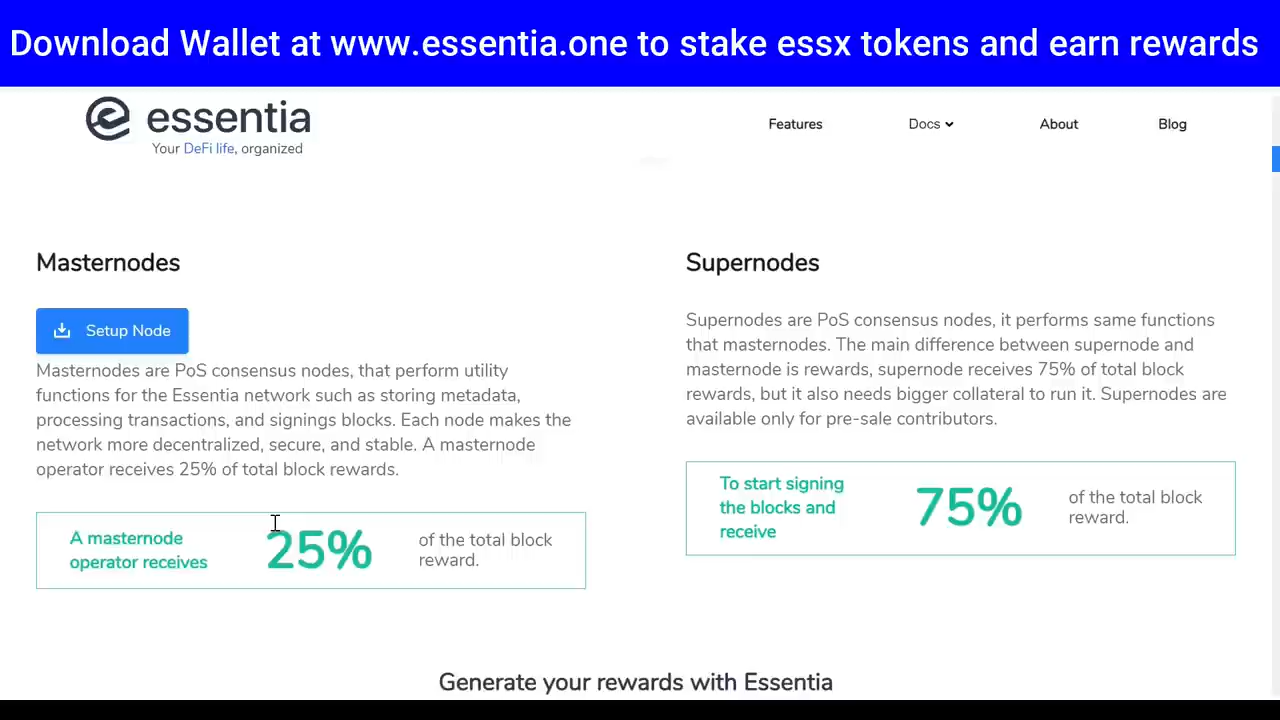 Download Wallet at www.essentia.one to stake essx tokens and earn rewards
essentia
Your DeFi life, organized
Features
Docs
About
Blog
Masternodes
Setup Node
Masternodes are PoS consensus nodes, that perform utility
functions for the Essentia network such as storing metadata,
processing transactions, and signings blocks. Each node makes the
network more decentralized, secure, and stable. A masternode
operator receives 25% of total block rewards.
A masternode
operator receives
25%
of the total block
reward.
Supernodes
Supernodes are PoS consensus nodes, it performs same functions
that masternodes. The main difference between supernode and
masternode is rewards, supernode receives 75% of total block
rewards, but it also needs bigger collateral to run it. Supernodes are
available only for pre-sale contributors.
To start signing
the blocks and
receive
75%
of the total block
reward.
Generate your rewards with Essentia